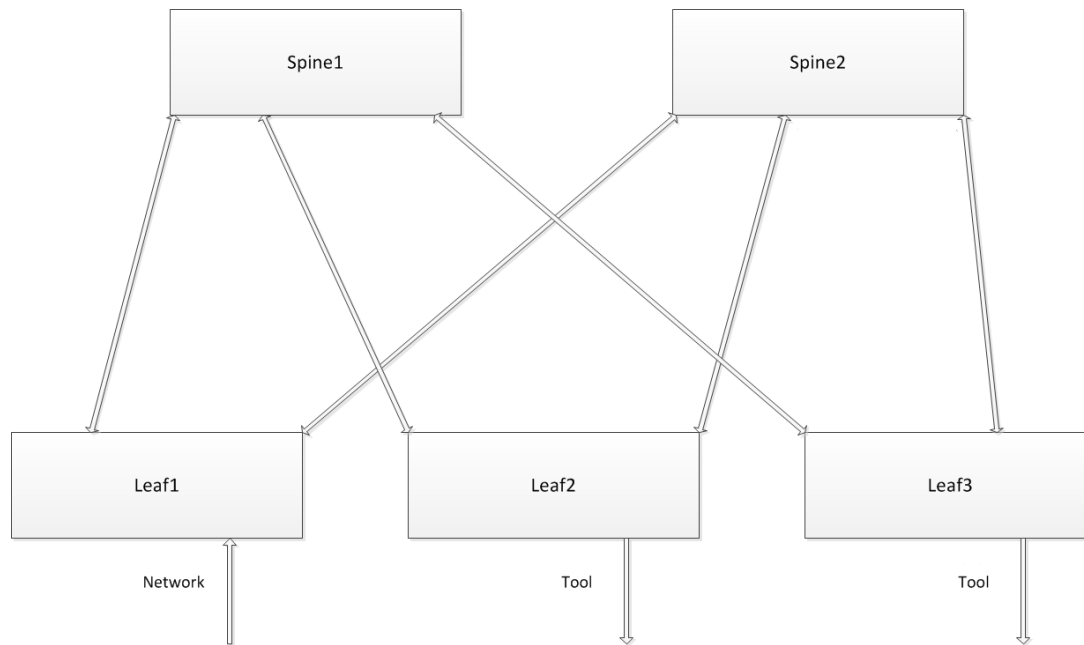 Spine1
Spine2
Leaf1
Leaf2
Leaf3
Network
Tool
Tool